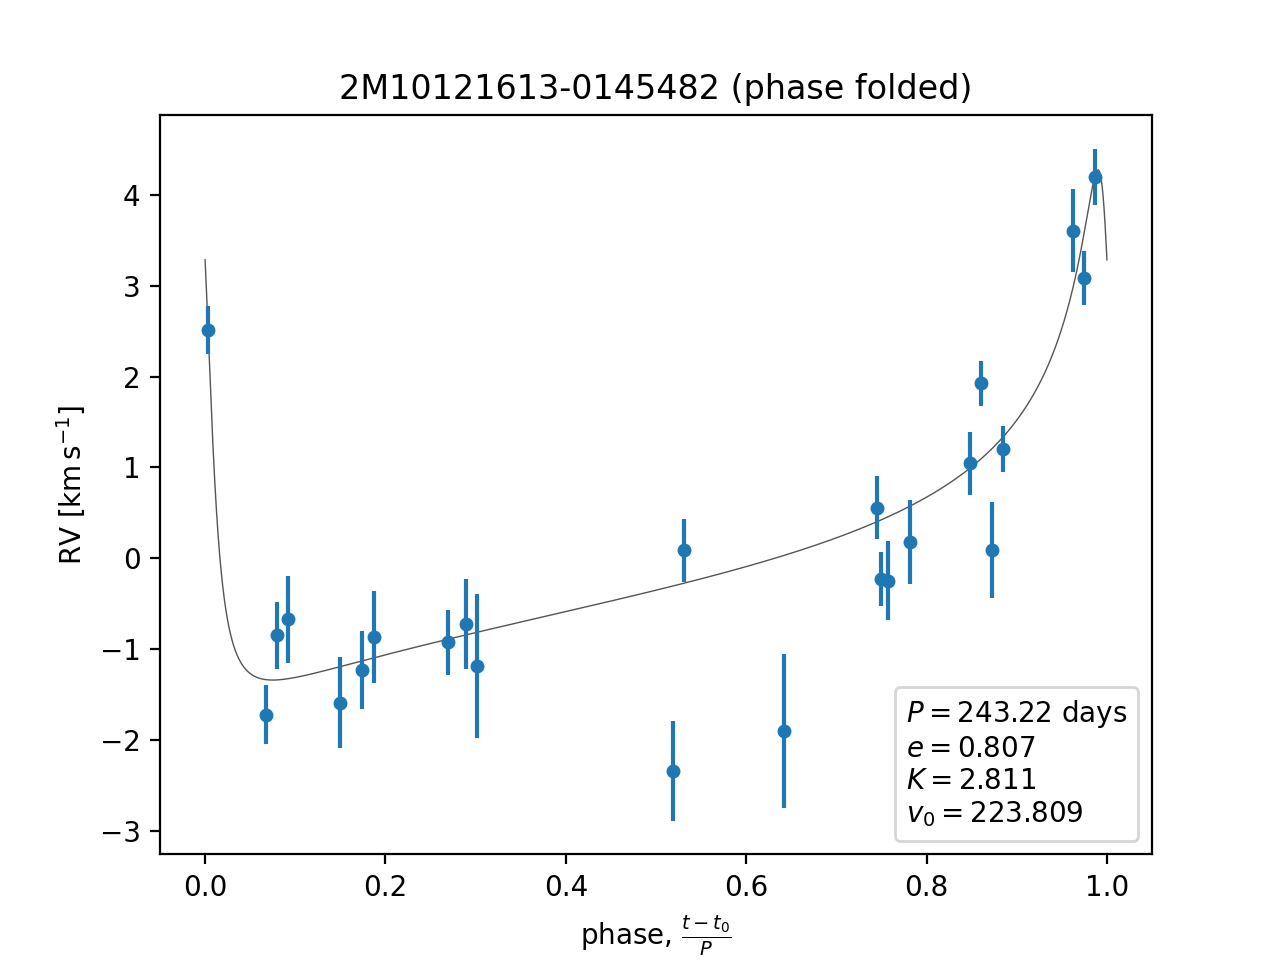 2M10121613-0145482 (phase folded)
RV [km s⁻¹]
4
3
2
1
0
−1
−2
−3
P = 243.22 days
e = 0.807
K = 2.811
v₀ = 223.809
0.0 0.2 0.4 0.6 0.8 1.0
phase, (t − t₀)/P